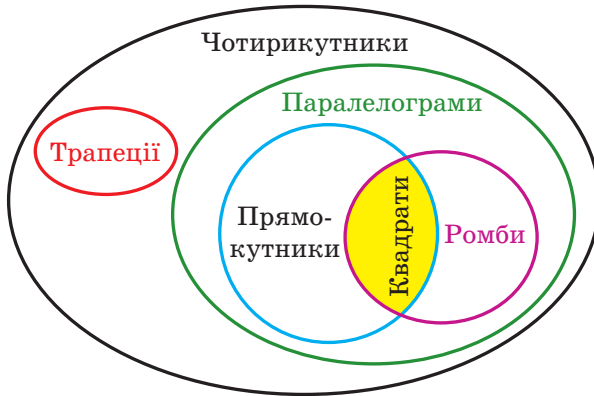 Чотирикутники
Паралелограми
Трапеції
Прямо-
кутники
Квадрати
Ромби